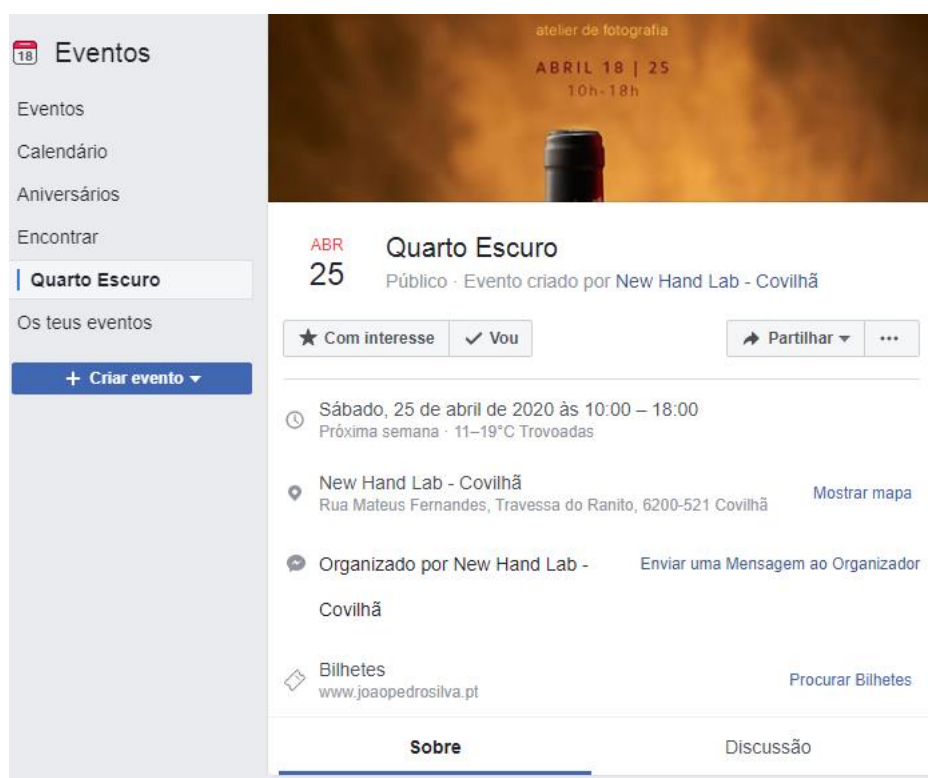 18 Eventos
Eventos
Calendário
Aniversários
Encontrar
Quarto Escuro
Os teus eventos
+ Criar evento
atelier de fotografia
ABRIL 18 | 25
10h-18h
ABR
25
Quarto Escuro
Público · Evento criado por New Hand Lab - Covilhã
Com interesse Vou Partilhar ...
Sábado, 25 de abril de 2020 às 10:00 – 18:00
Próxima semana · 11–19°C Trovoadas
New Hand Lab - Covilhã
Rua Mateus Fernandes, Travessa do Ranito, 6200-521 Covilhã
Mostrar mapa
Organizado por New Hand Lab -
Covilhã
Enviar uma Mensagem ao Organizador
Bilhetes
www.joaopedrosilva.pt
Procurar Bilhetes
Sobre Discussão